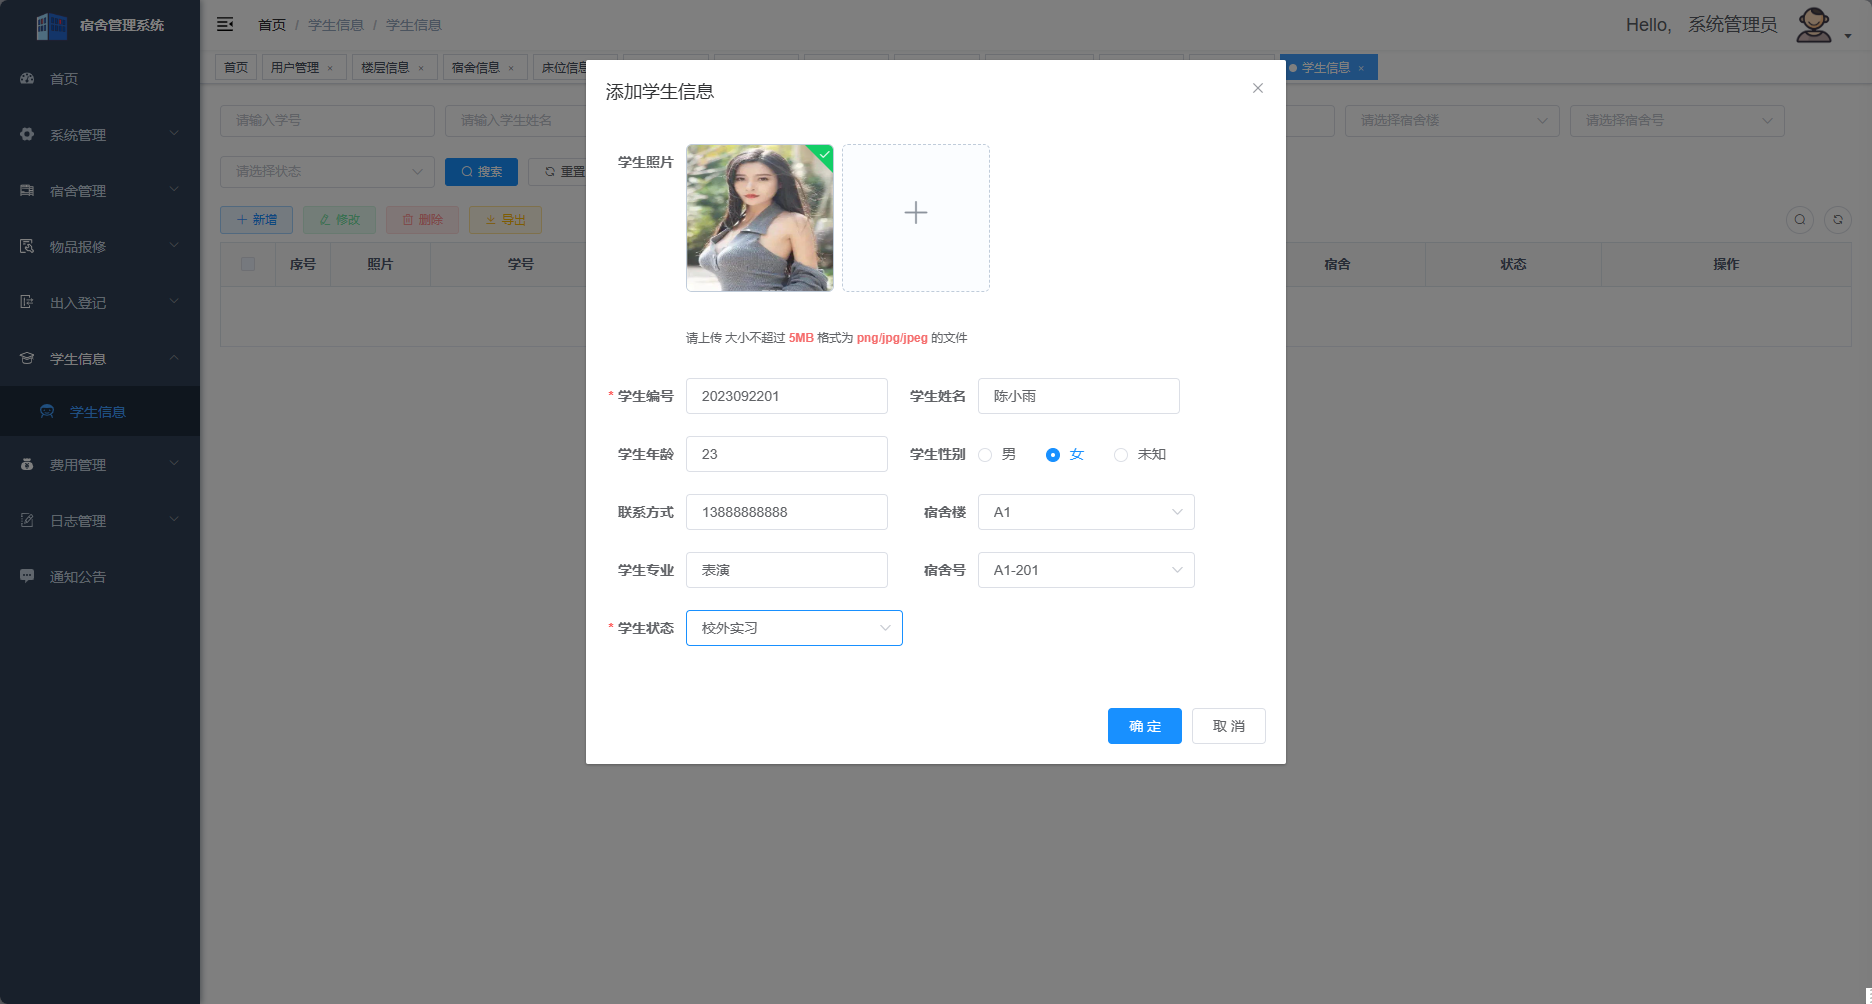 宿舍管理系统
首页 / 学生信息 / 学生信息
Hello, 系统管理员
首页
用户管理 ×
楼层信息 ×
宿舍信息 ×
床位信息
学生信息 ×
首页
系统管理
宿舍管理
物品报修
出入登记
学生信息
学生信息
费用管理
日志管理
通知公告
请输入学号
请输入学生姓名
请选择宿舍楼
请选择宿舍号
请选择状态
搜索
重置
新增
修改
删除
导出
序号 照片 学号 宿舍 状态 操作
添加学生信息
学生照片
请上传 大小不超过 5MB 格式为 png/jpg/jpeg 的文件
* 学生编号 2023092201 学生姓名 陈小雨
学生年龄 23 学生性别 男 女 未知
联系方式 13888888888 宿舍楼 A1
学生专业 表演 宿舍号 A1-201
* 学生状态 校外实习
确 定 取 消